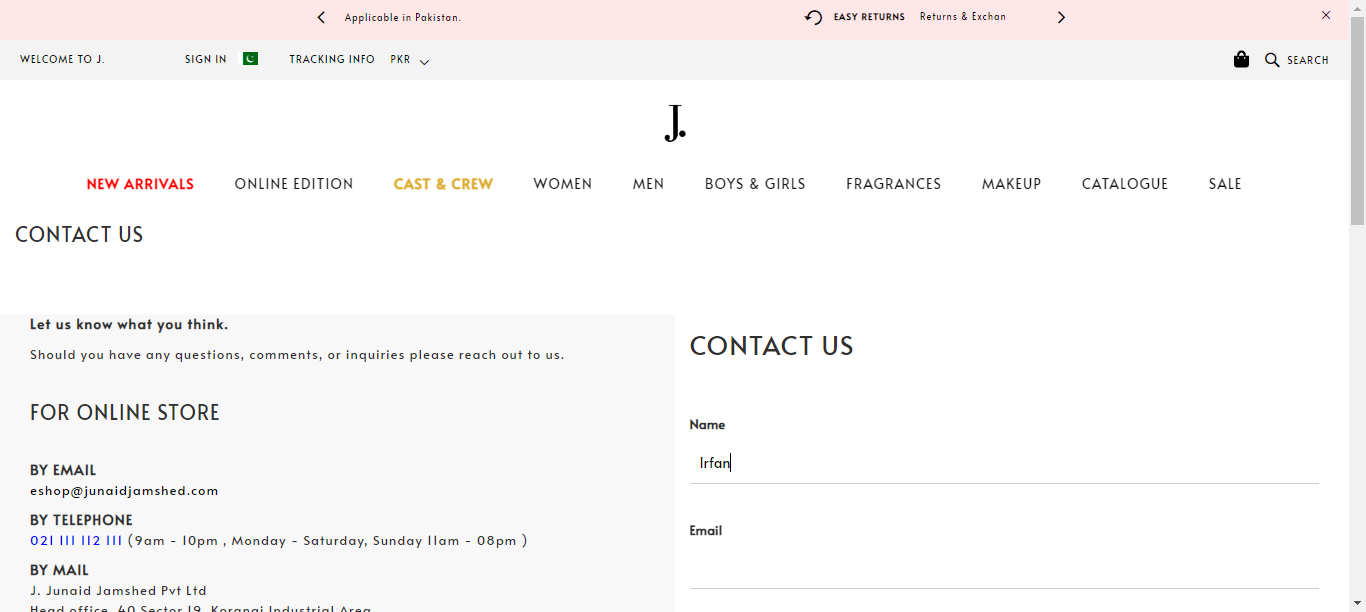 Applicable in Pakistan.
EASY RETURNS Returns & Exchan
WELCOME TO J.
SIGN IN
TRACKING INFO
PKR
SEARCH
J.
NEW ARRIVALS
ONLINE EDITION
CAST & CREW
WOMEN
MEN
BOYS & GIRLS
FRAGRANCES
MAKEUP
CATALOGUE
SALE
CONTACT US
Let us know what you think.
Should you have any questions, comments, or inquiries please reach out to us.
FOR ONLINE STORE
BY EMAIL
eshop@junaidjamshed.com
BY TELEPHONE
021 111 112 111 (9am - 10pm , Monday - Saturday, Sunday 11am - 08pm )
BY MAIL
J. Junaid Jamshed Pvt Ltd
Head office, 40 Sector 19, Korangi Industrial Area
CONTACT US
Name
Irfan
Email